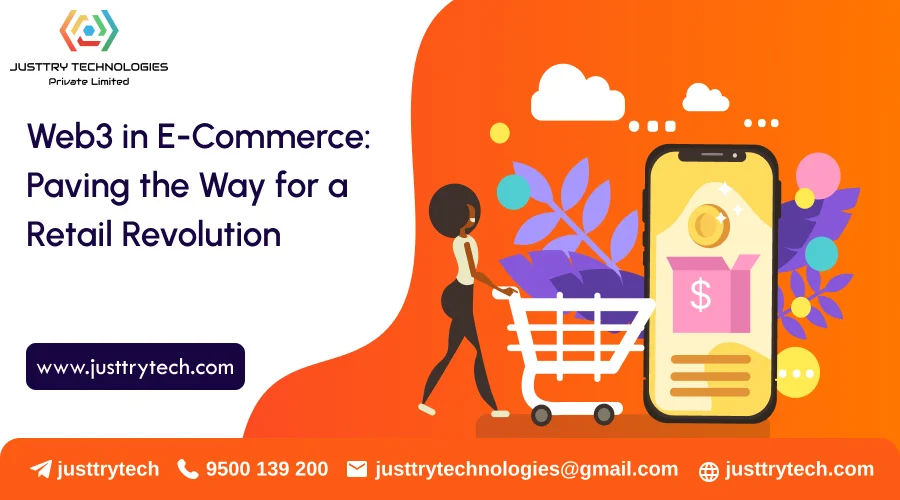 JUSTTRY TECHNOLOGIES
Private Limited
Web3 in E-Commerce:
Paving the Way for a
Retail Revolution
$
www.justtrytech.com
justtrytech 9500 139 200 justtrytechnologies@gmail.com justtrytech.com